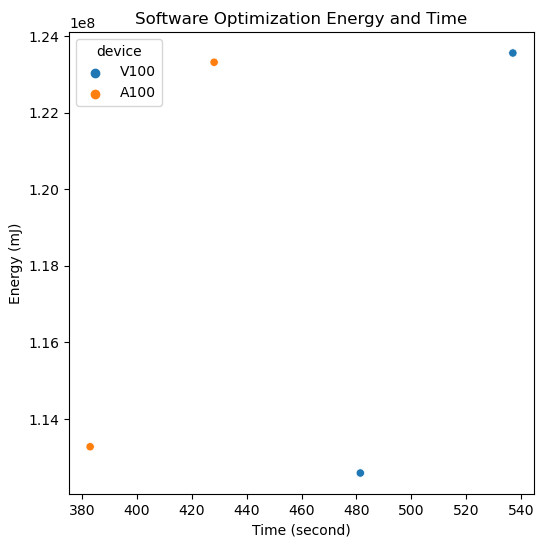 Software Optimization Energy and Time
1e8
1.24
1.22
1.20
1.18
1.16
1.14
Energy (mJ)
device
V100
A100
380
400
420
440
460
480
500
520
540
Time (second)